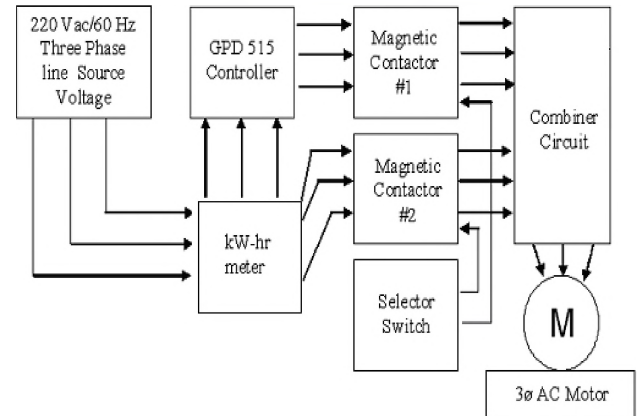 220 Vac/60 Hz
Three Phase
line Source
Voltage
GPD 515
Controller
Magnetic
Contactor
#1
Combiner
Circuit
Magnetic
Contactor
#2
kW-hr
meter
Selector
Switch
M
3ø AC Motor